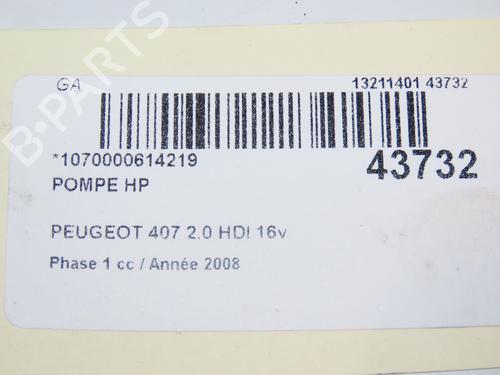 GA
13211401 43732
*1070000614219
43732
POMPE HP
PEUGEOT 407 2.0 HDI 16v
Phase 1 cc / Année 2008
B-PARTS